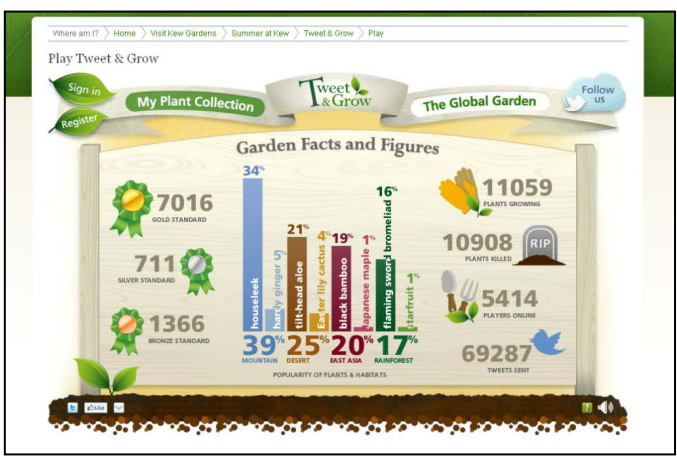 Where am I? > Home > Visit Kew Gardens > Summer at Kew > Tweet & Grow > Play
Play Tweet & Grow
Sign in
Register
My Plant Collection
Tweet
& Grow
The Global Garden
Follow
us
Garden Facts and Figures
7016
GOLD STANDARD
711
SILVER STANDARD
1366
BRONZE STANDARD
34%
houseleek
5%
hardy ginger
21%
tilt-head aloe
4%
Easter lily cactus
19%
black bamboo
1%
japanese maple
16%
flaming sword bromeliad
1%
starfruit
39% 25% 20% 17%
MOUNTAIN DESERT EAST ASIA RAINFOREST
POPULARITY OF PLANTS & HABITATS
11059
PLANTS GROWING
10908
PLANTS KILLED
RIP
5414
PLAYERS ONLINE
69287
TWEETS SENT
t
Like
?